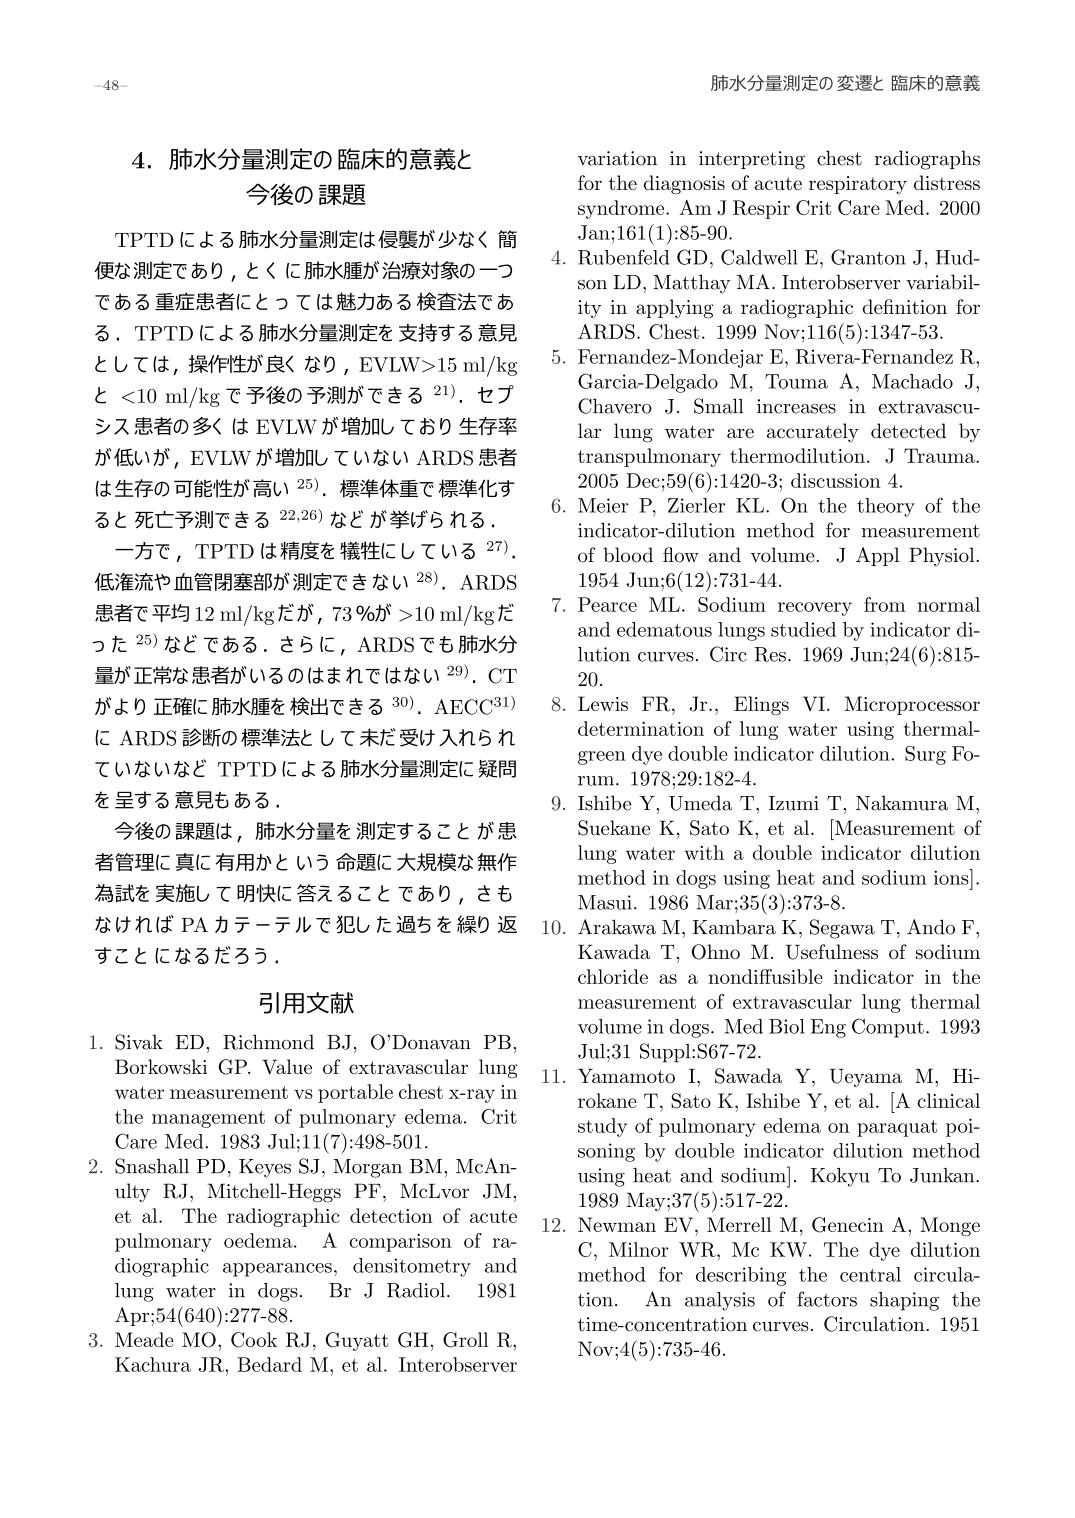 –48–
肺水分量測定の変遷と臨床的意義
4．肺水分量測定の臨床的意義と
今後の課題
TPTDによる肺水分量測定は侵襲が少なく簡
便な測定であり，とくに肺水腫が治療対象の一つ
である重症患者にとっては魅力ある検査法であ
る．TPTDによる肺水分量測定を支持する意見
としては，操作性が良くなり，EVLW>15 ml/kg
と <10 ml/kgで予後の予測ができる 21)．セプ
シス患者の多くは EVLWが増加しており生存率
が低いが，EVLWが増加していない ARDS患者
は生存の可能性が高い 25)．標準体重で標準化す
ると死亡予測できる 22,26) などが挙げられる．
一方で，TPTDは精度を犠牲にしている 27)．
低潅流や血管閉塞部が測定できない 28)．ARDS
患者で平均12 ml/kgだが，73％が >10 ml/kgだ
った 25) などである．さらに，ARDSでも肺水分
量が正常な患者がいるのはまれではない 29)．CT
がより正確に肺水腫を検出できる 30)．AECC31)
に ARDS診断の標準法として未だ受け入れられ
ていないなど TPTDによる肺水分量測定に疑問
を呈する意見もある．
今後の課題は，肺水分量を測定することが患
者管理に真に有用かという命題に大規模な無作
為試を実施して明快に答えることであり，さも
なければ PAカテーテルで犯した過ちを繰り返
すことになるだろう．
引用文献
1. Sivak ED, Richmond BJ, O'Donavan PB,
Borkowski GP. Value of extravascular lung
water measurement vs portable chest x-ray in
the management of pulmonary edema. Crit
Care Med. 1983 Jul;11(7):498-501.
2. Snashall PD, Keyes SJ, Morgan BM, McAn-
ulty RJ, Mitchell-Heggs PF, McLvor JM,
et al. The radiographic detection of acute
pulmonary oedema. A comparison of ra-
diographic appearances, densitometry and
lung water in dogs. Br J Radiol. 1981
Apr;54(640):277-88.
3. Meade MO, Cook RJ, Guyatt GH, Groll R,
Kachura JR, Bedard M, et al. Interobserver
variation in interpreting chest radiographs
for the diagnosis of acute respiratory distress
syndrome. Am J Respir Crit Care Med. 2000
Jan;161(1):85-90.
4. Rubenfeld GD, Caldwell E, Granton J, Hud-
son LD, Matthay MA. Interobserver variabil-
ity in applying a radiographic definition for
ARDS. Chest. 1999 Nov;116(5):1347-53.
5. Fernandez-Mondejar E, Rivera-Fernandez R,
Garcia-Delgado M, Touma A, Machado J,
Chavero J. Small increases in extravascu-
lar lung water are accurately detected by
transpulmonary thermodilution. J Trauma.
2005 Dec;59(6):1420-3; discussion 4.
6. Meier P, Zierler KL. On the theory of the
indicator-dilution method for measurement
of blood flow and volume. J Appl Physiol.
1954 Jun;6(12):731-44.
7. Pearce ML. Sodium recovery from normal
and edematous lungs studied by indicator di-
lution curves. Circ Res. 1969 Jun;24(6):815-
20.
8. Lewis FR, Jr., Elings VI. Microprocessor
determination of lung water using thermal-
green dye double indicator dilution. Surg Fo-
rum. 1978;29:182-4.
9. Ishibe Y, Umeda T, Izumi T, Nakamura M,
Suekane K, Sato K, et al. [Measurement of
lung water with a double indicator dilution
method in dogs using heat and sodium ions].
Masui. 1986 Mar;35(3):373-8.
10. Arakawa M, Kambara K, Segawa T, Ando F,
Kawada T, Ohno M. Usefulness of sodium
chloride as a nondiffusible indicator in the
measurement of extravascular lung thermal
volume in dogs. Med Biol Eng Comput. 1993
Jul;31 Suppl:S67-72.
11. Yamamoto I, Sawada Y, Ueyama M, Hi-
rokane T, Sato K, Ishibe Y, et al. [A clinical
study of pulmonary edema on paraquat poi-
soning by double indicator dilution method
using heat and sodium]. Kokyu To Junkan.
1989 May;37(5):517-22.
12. Newman EV, Merrell M, Genecin A, Monge
C, Milnor WR, Mc KW. The dye dilution
method for describing the central circula-
tion. An analysis of factors shaping the
time-concentration curves. Circulation. 1951
Nov;4(5):735-46.